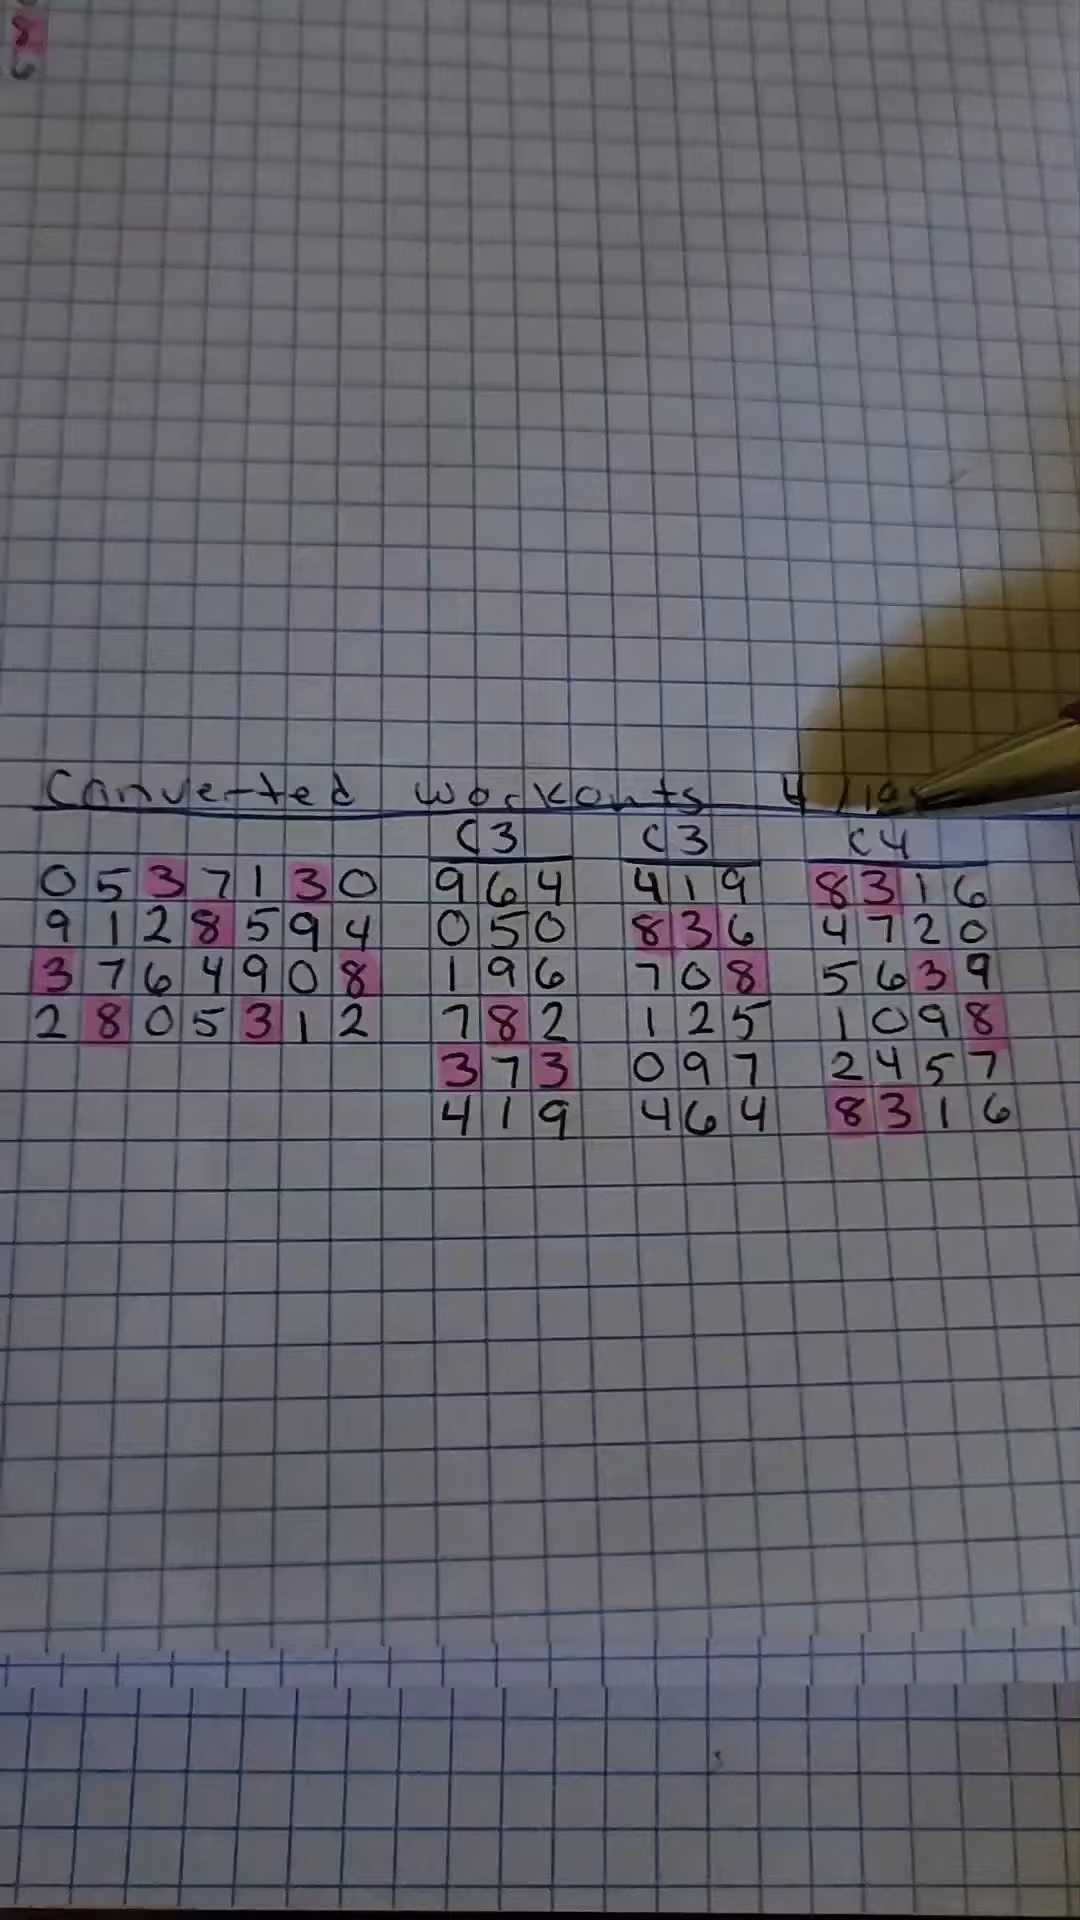 Converted workouts 4/19
C3 C3 C4
0537130 964 419 8316
9128594 050 836 4720
3764908 196 708 5639
2805312 782 125 1098
373 097 2457
419 464 8316